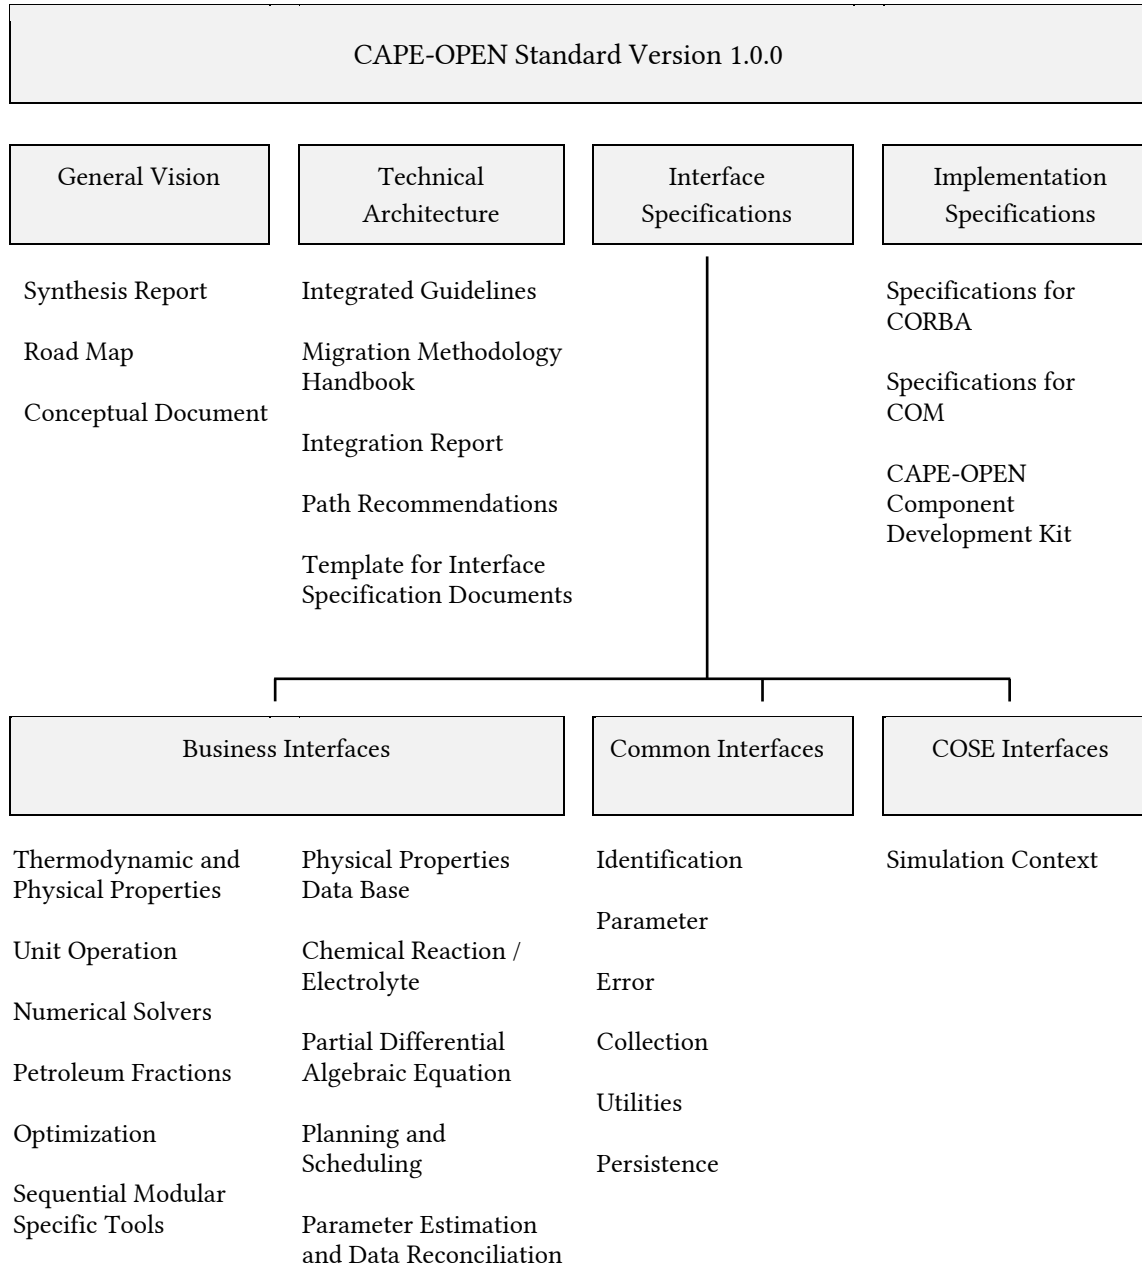 CAPE-OPEN Standard Version 1.0.0
General Vision
Technical
Architecture
Interface
Specifications
Implementation
Specifications
Synthesis Report
Road Map
Conceptual Document
Integrated Guidelines
Migration Methodology
Handbook
Integration Report
Path Recommendations
Template for Interface
Specification Documents
Specifications for
CORBA
Specifications for
COM
CAPE-OPEN
Component
Development Kit
Business Interfaces
Common Interfaces
COSE Interfaces
Thermodynamic and
Physical Properties
Unit Operation
Numerical Solvers
Petroleum Fractions
Optimization
Sequential Modular
Specific Tools
Physical Properties
Data Base
Chemical Reaction /
Electrolyte
Partial Differential
Algebraic Equation
Planning and
Scheduling
Parameter Estimation
and Data Reconciliation
Identification
Parameter
Error
Collection
Utilities
Persistence
Simulation Context